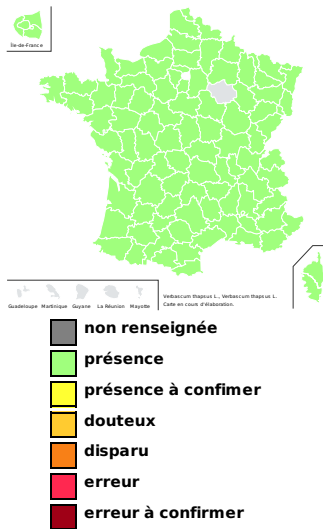 Île-de-France
Guadeloupe Martinique Guyane La Réunion Mayotte
Verbascum thapsus L., Verbascum thapsus L.
Carte en cours d'élaboration.
non renseignée
présence
présence à confimer
douteux
disparu
erreur
erreur à confirmer